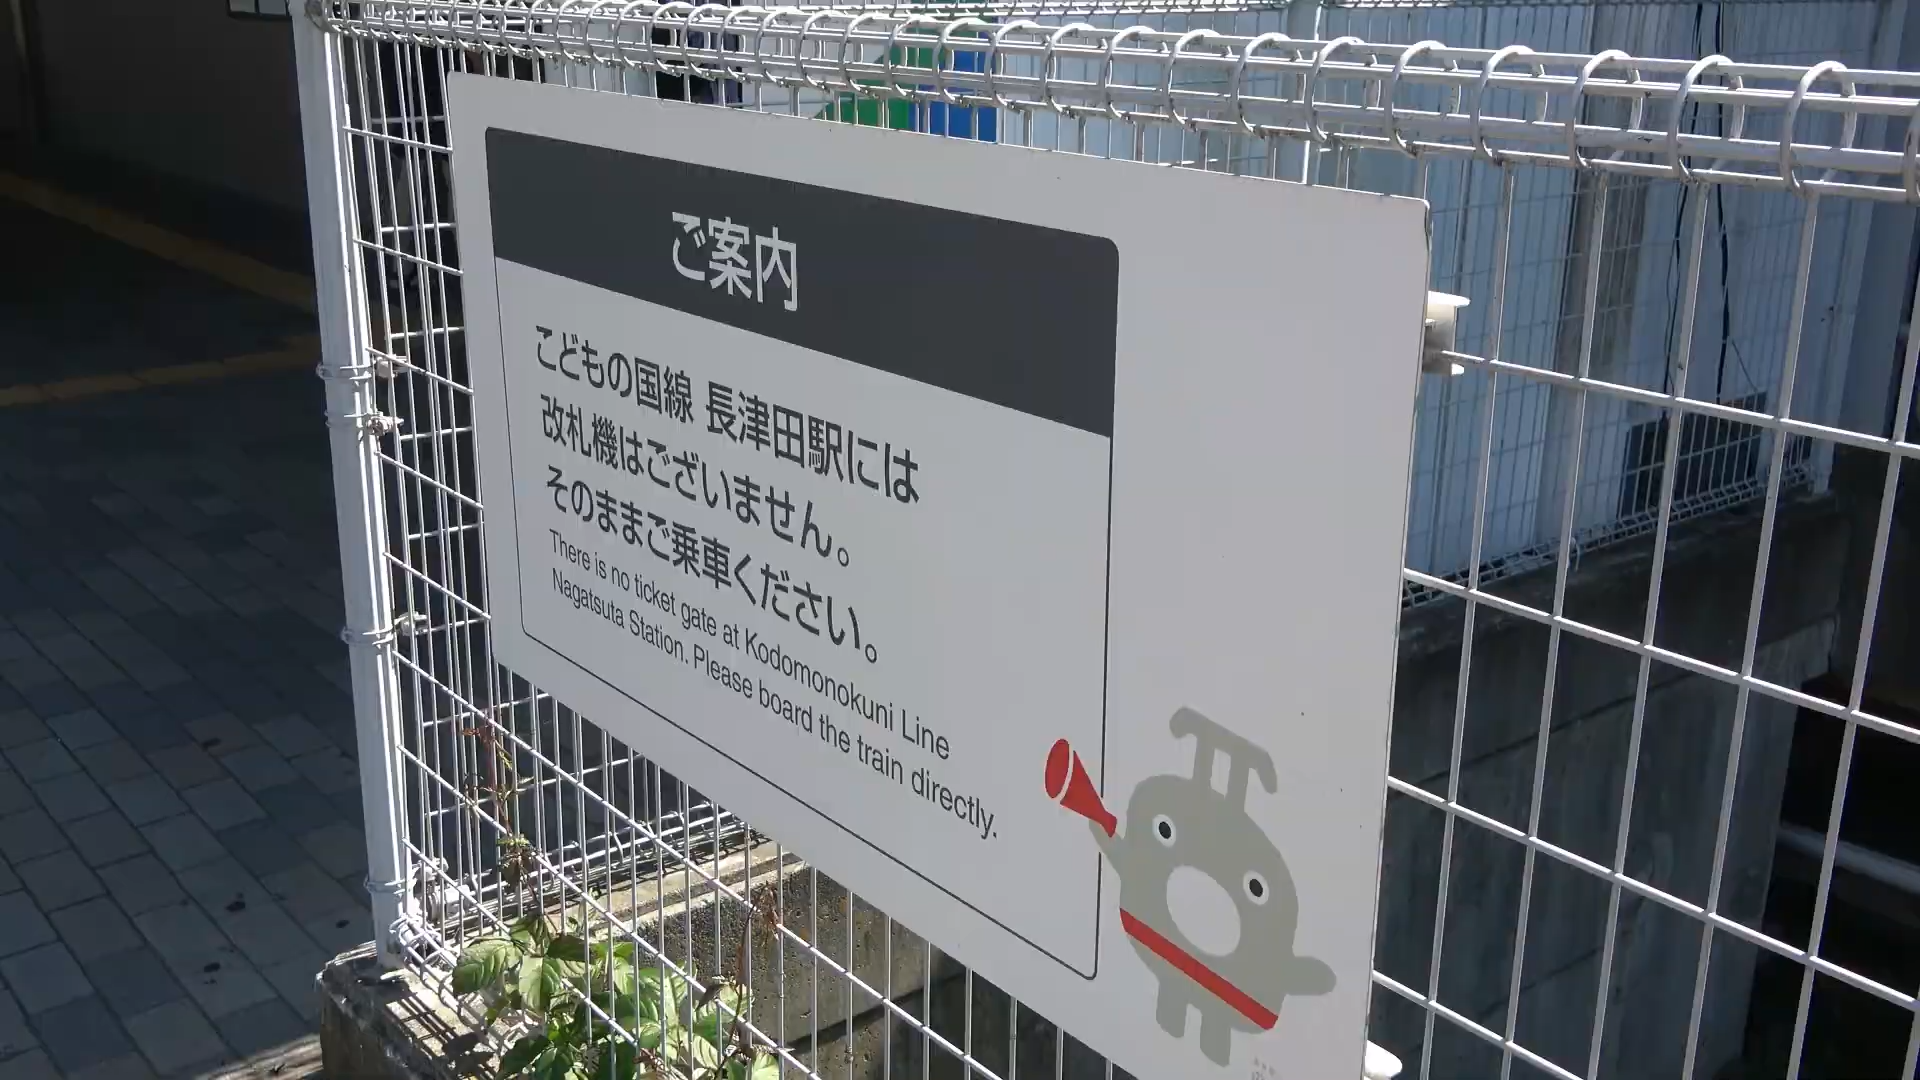 ご案内
こどもの国線 長津田駅には
改札機はございません。
そのままご乗車ください。
There is no ticket gate at Kodomonokuni Line
Nagatsuta Station. Please board the train directly.